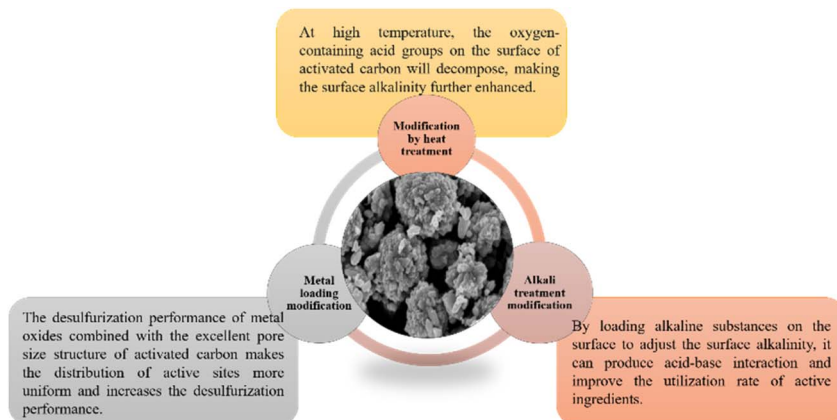 At high temperature, the oxygen-
containing acid groups on the surface of
activated carbon will decompose, making
the surface alkalinity further enhanced.
Modification
by heat
treatment
Metal
loading
modification
Alkali
treatment
modification
The desulfurization performance of metal
oxides combined with the excellent pore
size structure of activated carbon makes
the distribution of active sites more
uniform and increases the desulfurization
performance.
By loading alkaline substances on the
surface to adjust the surface alkalinity, it
can produce acid-base interaction and
improve the utilization rate of active
ingredients.